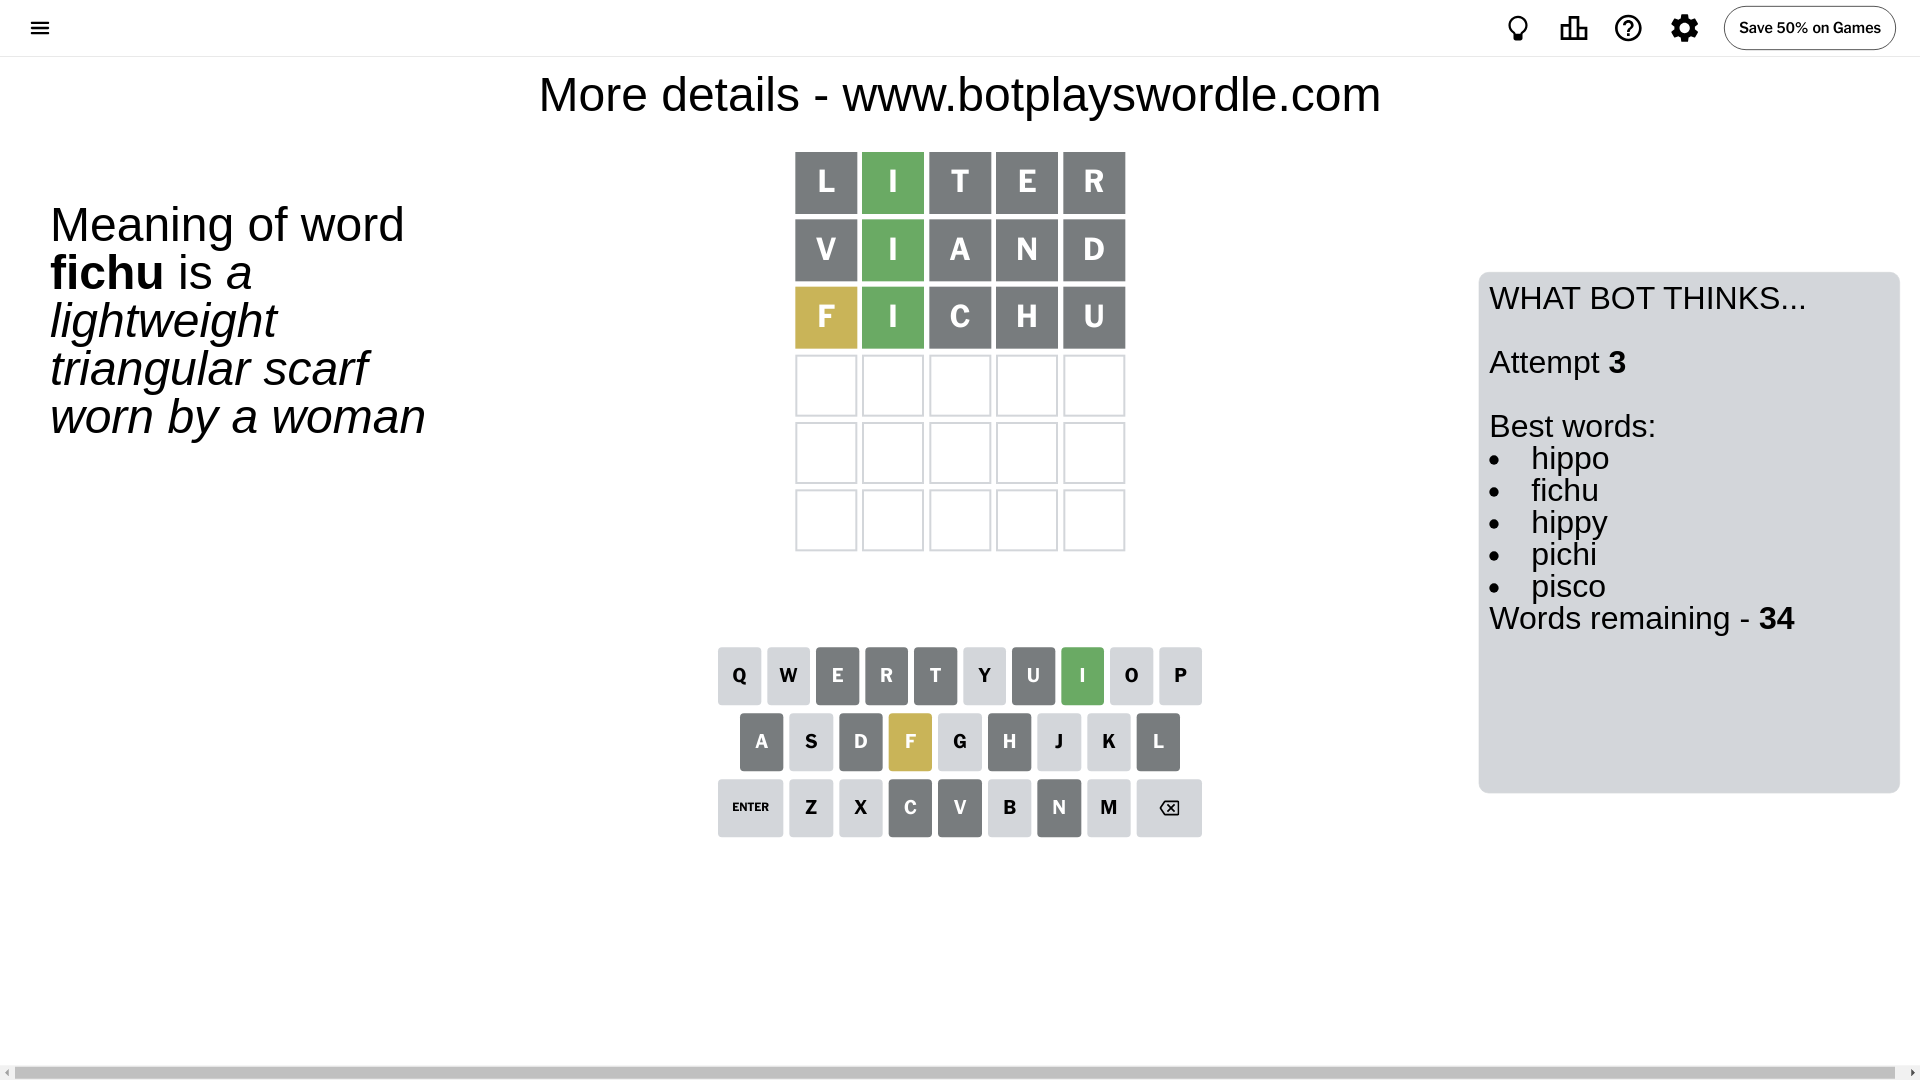 Save 50% on Games
More details - www.botplayswordle.com
Meaning of word
fichu is a
lightweight
triangular scarf
worn by a woman
L I T E R
V I A N D
F I C H U
WHAT BOT THINKS...
Attempt 3
Best words:
• hippo
• fichu
• hippy
• pichi
• pisco
Words remaining - 34
Q W E R T Y U I O P
A S D F G H J K L
ENTER Z X C V B N M